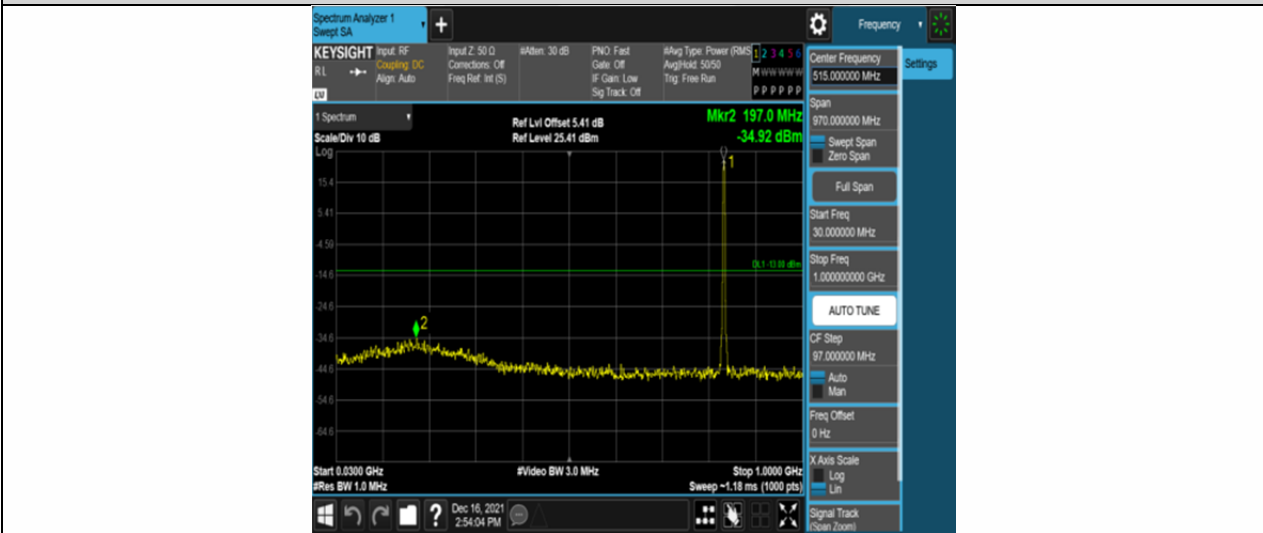 Spectrum Analyzer 1
Swept SA
+
Frequency
KEYSIGHT
RL
Input: RF
Coupling: DC
Align: Auto
Input Z: 50 Ω
Corrections: Off
Freq Ref: Int (S)
#Atten: 30 dB
PNO: Fast
Gate: Off
IF Gain: Low
Sig Track: Off
#Avg Type: Power (RMS
Avg|Hold: 50/50
Trig: Free Run
1 2 3 4 5 6
M W W W W W
P P P P P P
1 Spectrum
Scale/Div 10 dB
Log
Ref Lvl Offset 5.41 dB
Ref Level 25.41 dBm
Mkr2 197.0 MHz
-34.92 dBm
15.4
5.41
-4.59
-14.6
-24.6
-34.6
-44.6
-54.6
-64.6
1
2
DL1 -13.00 dBm
Start 0.0300 GHz
#Res BW 1.0 MHz
#Video BW 3.0 MHz
Stop 1.0000 GHz
Sweep ~1.18 ms (1000 pts)
Dec 16, 2021
2:54:04 PM
?
Center Frequency
515.000000 MHz
Settings
Span
970.000000 MHz
Swept Span
Zero Span
Full Span
Start Freq
30.000000 MHz
Stop Freq
1.000000000 GHz
AUTO TUNE
CF Step
97.000000 MHz
Auto
Man
Freq Offset
0 Hz
X Axis Scale
Log
Lin
Signal Track
(Span Zoom)